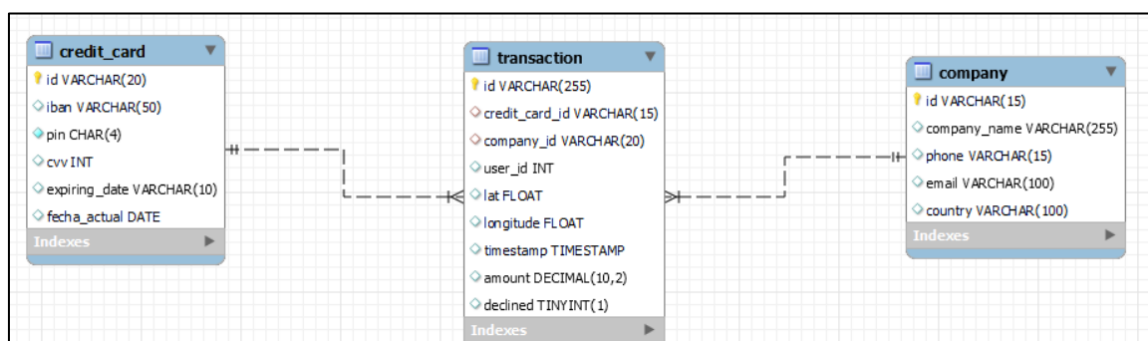 credit_card
id VARCHAR(20)
iban VARCHAR(50)
pin CHAR(4)
cvv INT
expiring_date VARCHAR(10)
fecha_actual DATE
Indexes
transaction
id VARCHAR(255)
credit_card_id VARCHAR(15)
company_id VARCHAR(20)
user_id INT
lat FLOAT
longitude FLOAT
timestamp TIMESTAMP
amount DECIMAL(10,2)
declined TINYINT(1)
Indexes
company
id VARCHAR(15)
company_name VARCHAR(255)
phone VARCHAR(15)
email VARCHAR(100)
country VARCHAR(100)
Indexes